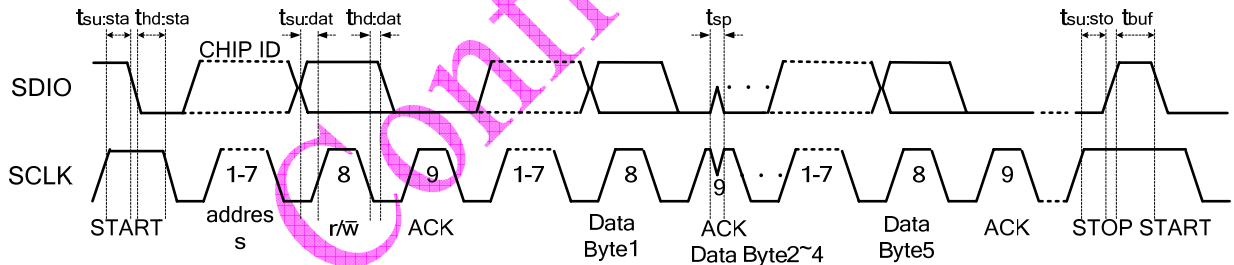 tsu:sta thd:sta tsu:dat thd:dat tsp tsu:sto tbuf
CHIP ID
SDIO
SCLK
1-7 8 9 1-7 8 9 1-7 8 9
START
addres
s
r/w̅
ACK
Data
Byte1
ACK
Data Byte2~4
Data
Byte5
ACK
STOP START